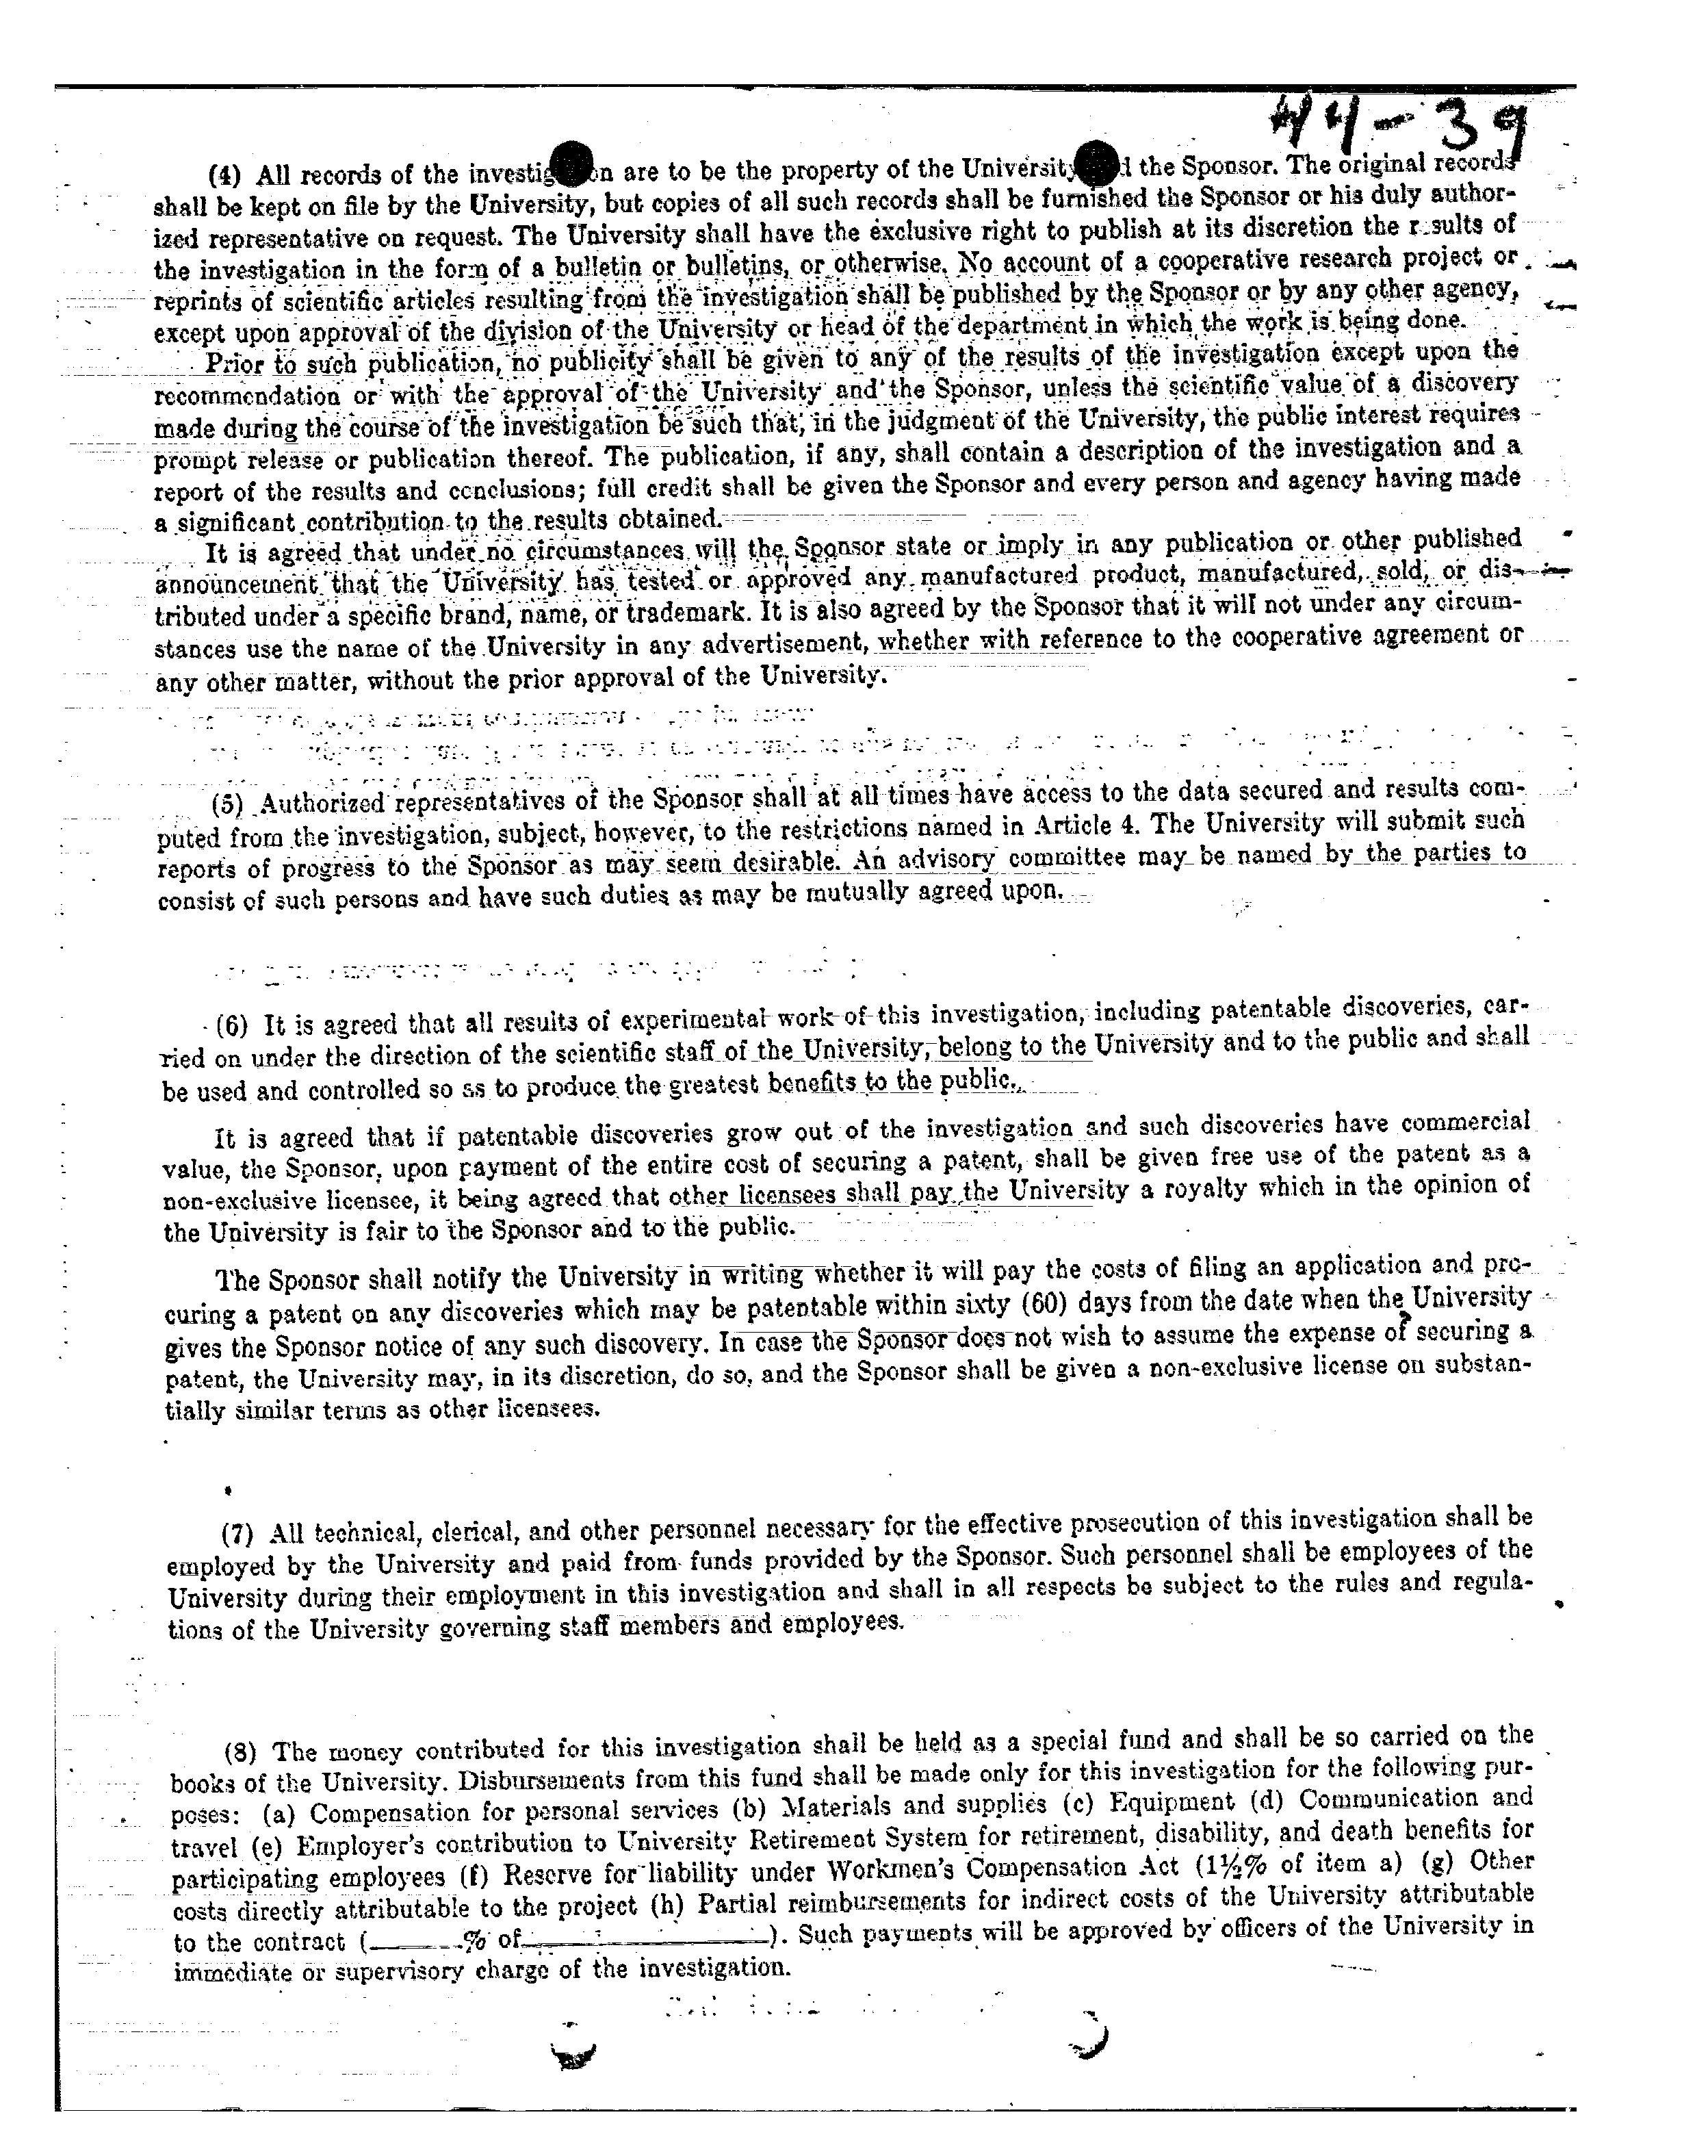 44-39
(4) All records of the investig n are to be the property of the University the Sponsor. The original records
shall be kept on file by the University, but copies of all such records shall be furnished the Sponsor or his duly author-
ized representative on request. The University shall have the exclusive right to publish at its discretion the results of
the investigation in the form of a bulletin or bulletins, or otherwise. No account of a cooperative research project or
reprints of scientific articles resulting from the investigation shall be published by the Sponsor or by any other agency,
except upon approval of the division of the University or head of the department in which the work is being done.
Prior to such publication, no publicity shall be given to any of the results of the investigation except upon the
recommendation or with the approval of the University and the Sponsor, unless the scientific value of a discovery
made during the course of the investigation be such that, in the judgment of the University, the public interest requires
prompt release or publication thereof. The publication, if any, shall contain a description of the investigation and a
report of the results and conclusions; full credit shall be given the Sponsor and every person and agency having made
a significant contribution to the results obtained.
It is agreed that under no circumstances will the Sponsor state or imply in any publication or other published
announcement that the University has tested or approved any manufactured product, manufactured, sold, or dis-
tributed under a specific brand, name, or trademark. It is also agreed by the Sponsor that it will not under any circum-
stances use the name of the University in any advertisement, whether with reference to the cooperative agreement or
any other matter, without the prior approval of the University.
(5) Authorized representatives of the Sponsor shall at all times have access to the data secured and results com-
puted from the investigation, subject, however, to the restrictions named in Article 4. The University will submit such
reports of progress to the Sponsor as may seem desirable. An advisory committee may be named by the parties to
consist of such persons and have such duties as may be mutually agreed upon.
(6) It is agreed that all results of experimental work of this investigation, including patentable discoveries, car-
ried on under the direction of the scientific staff of the University, belong to the University and to the public and shall
be used and controlled so as to produce the greatest benefits to the public.
It is agreed that if patentable discoveries grow out of the investigation and such discoveries have commercial
value, the Sponsor, upon payment of the entire cost of securing a patent, shall be given free use of the patent as a
non-exclusive licensee, it being agreed that other licensees shall pay the University a royalty which in the opinion of
the University is fair to the Sponsor and to the public.
The Sponsor shall notify the University in writing whether it will pay the costs of filing an application and pro-
curing a patent on any discoveries which may be patentable within sixty (60) days from the date when the University
gives the Sponsor notice of any such discovery. In case the Sponsor does not wish to assume the expense of securing a
patent, the University may, in its discretion, do so, and the Sponsor shall be given a non-exclusive license on substan-
tially similar terms as other licensees.
(7) All technical, clerical, and other personnel necessary for the effective prosecution of this investigation shall be
employed by the University and paid from funds provided by the Sponsor. Such personnel shall be employees of the
University during their employment in this investigation and shall in all respects be subject to the rules and regula-
tions of the University governing staff members and employees.
(8) The money contributed for this investigation shall be held as a special fund and shall be so carried on the
books of the University. Disbursements from this fund shall be made only for this investigation for the following pur-
poses: (a) Compensation for personal services (b) Materials and supplies (c) Equipment (d) Communication and
travel (e) Employer's contribution to University Retirement System for retirement, disability, and death benefits for
participating employees (f) Reserve for liability under Workmen's Compensation Act (1½% of item a) (g) Other
costs directly attributable to the project (h) Partial reimbursements for indirect costs of the University attributable
to the contract (______% of______________). Such payments will be approved by officers of the University in
immediate or supervisory charge of the investigation.